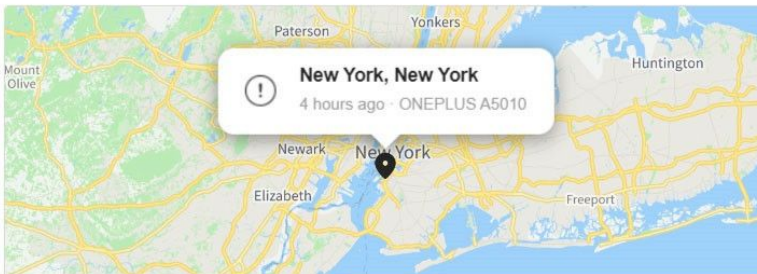 Paterson
Yonkers
Mount
Olive
Huntington
!
New York, New York
4 hours ago · ONEPLUS A5010
Newark
New York
Elizabeth
Freeport